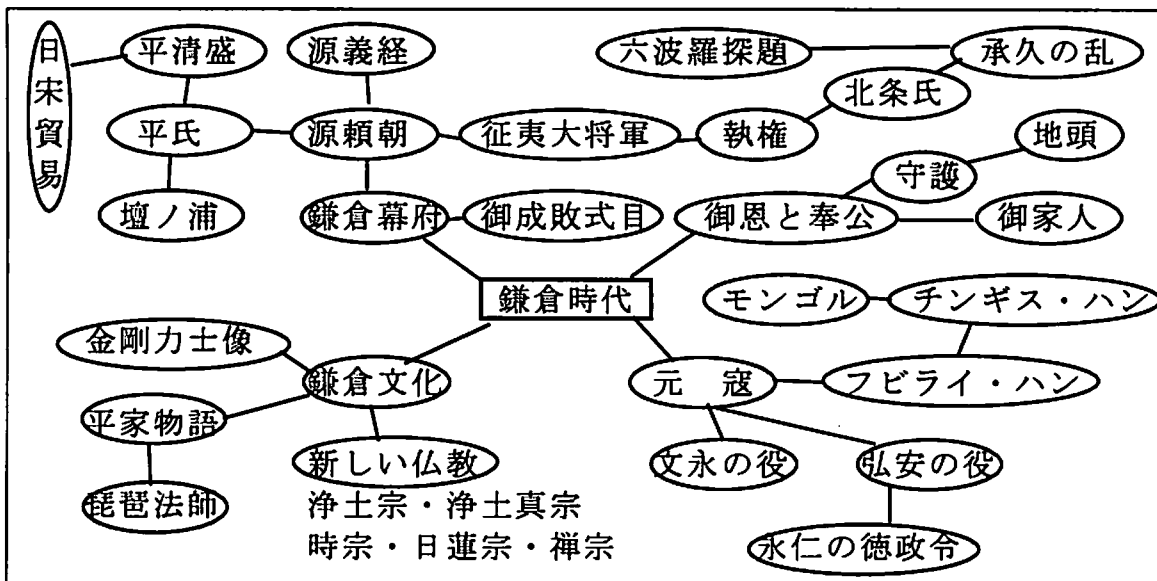 日宋貿易
平清盛
源義経
六波羅探題
承久の乱
北条氏
平氏
源頼朝
征夷大将軍
執権
地頭
守護
壇ノ浦
鎌倉幕府
御成敗式目
御恩と奉公
御家人
鎌倉時代
モンゴル
チンギス・ハン
金剛力士像
鎌倉文化
元寇
フビライ・ハン
平家物語
新しい仏教
文永の役
弘安の役
琵琶法師
浄土宗・浄土真宗
時宗・日蓮宗・禅宗
永仁の徳政令